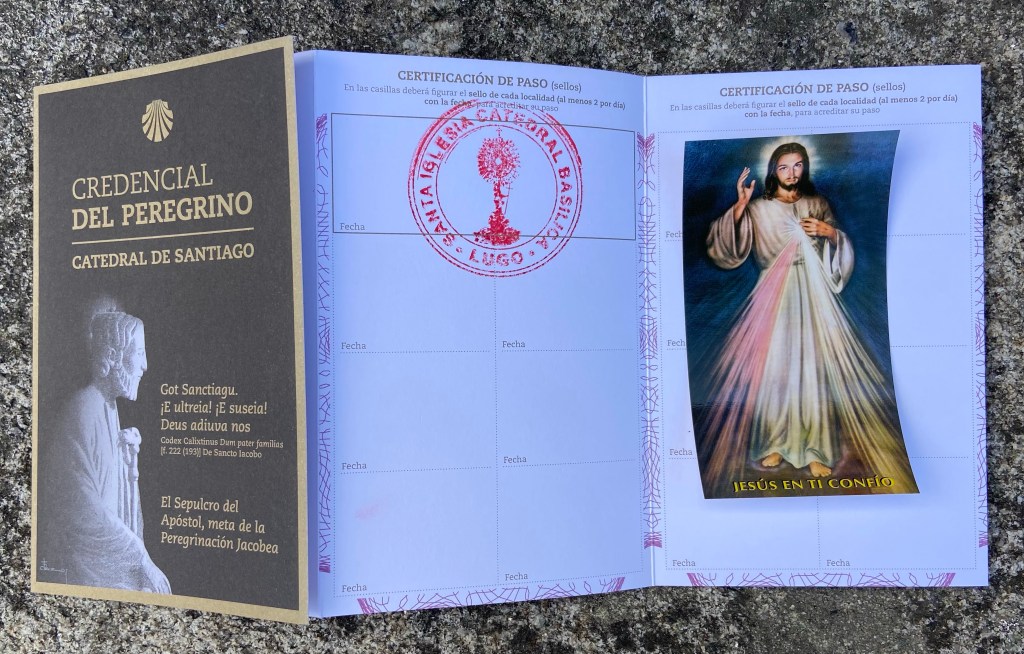 CREDENCIAL
DEL PEREGRINO
CATEDRAL DE SANTIAGO
Got Sanctiagu.
¡E ultreia! ¡E suseia!
Deus adiuva nos
Codex Calixtinus Dum pater familias
[f. 222 (193)] De Sancto Iacobo
El Sepulcro del
Apóstol, meta de la
Peregrinación Jacobea
CERTIFICACIÓN DE PASO (sellos)
En las casillas deberá figurar el sello de cada localidad (al menos 2 por día)
con la fecha, para acreditar su paso
SANTA IGLESIA CATEDRAL BASILICA
LUGO
Fecha
Fecha
Fecha
Fecha
Fecha
Fecha
Fecha
CERTIFICACIÓN DE PASO (sellos)
En las casillas deberá figurar el sello de cada localidad (al menos 2 por día)
con la fecha, para acreditar su paso
Fecha
Fecha
Fecha
Fecha
Fecha
JESÚS EN TI CONFÍO